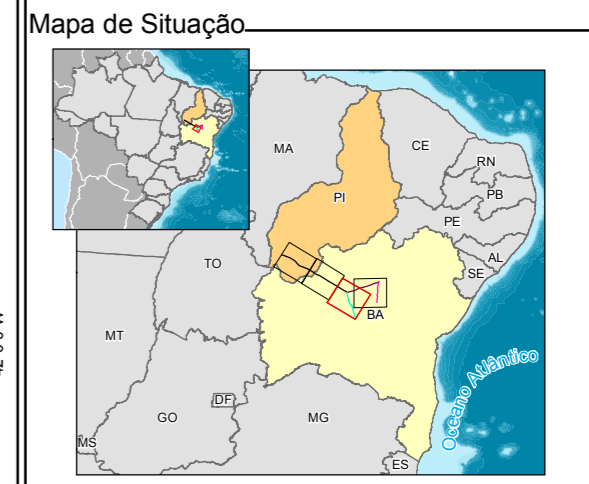 Mapa de Situação
MA
CE
RN
PB
PI
PE
AL
SE
TO
BA
MT
DF
GO
MG
MS
ES
Oceano Atlântico